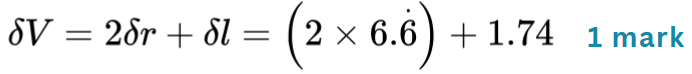 δV = 2δr + δl = (2 × 6.6̇) + 1.74 1 mark